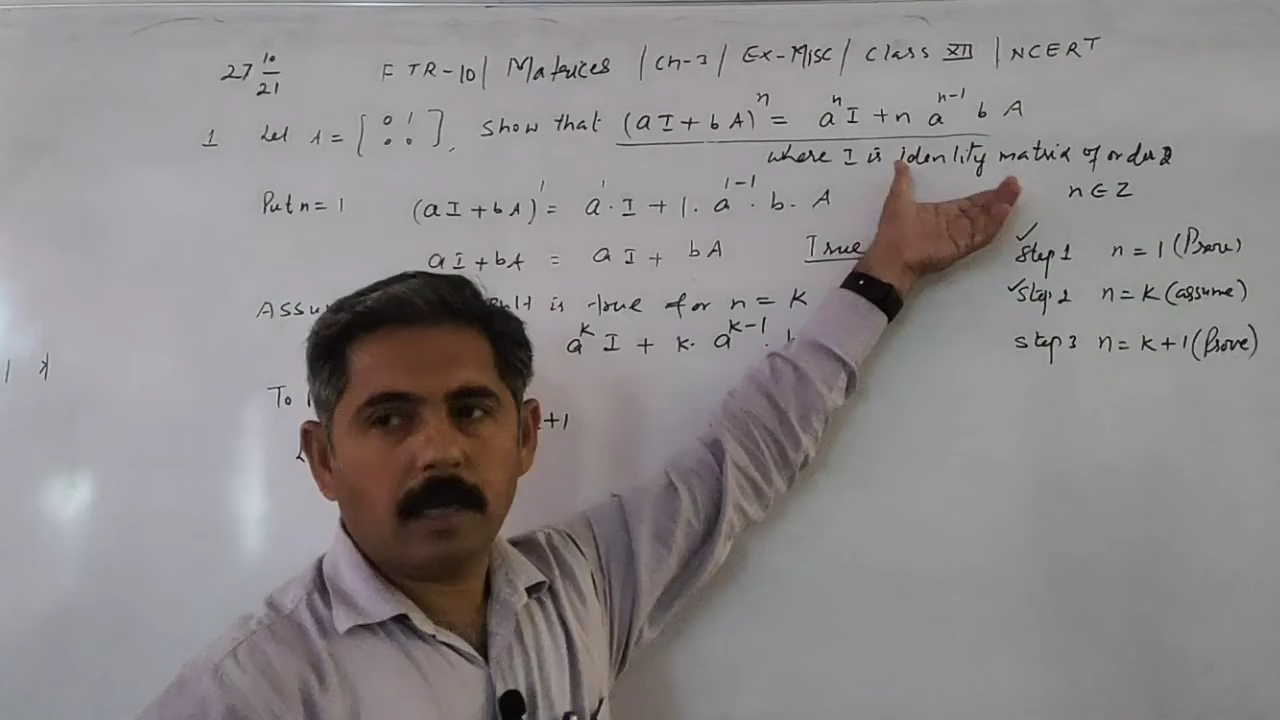 27 10/21 FTR-10 | Matrices | Ch-3 | Ex-Misc | Class XII | NCERT
1 Let A = [0 1 0 0], Show that (aI + bA)^n = a^n I + n a^(n-1) b A
where I is identity matrix of order 2
n ∈ Z
Put n = 1 (aI + bA)^1 = a^1 · I + 1. a^(1-1) . b. A
aI + bA = aI + bA True
is true for n = K
a^K I + K. a^(K-1) .
To
+1
✓ Step 1 n = 1 (Prove)
✓ Step 2 n = K (assume)
Step 3 n = K + 1 (Prove)